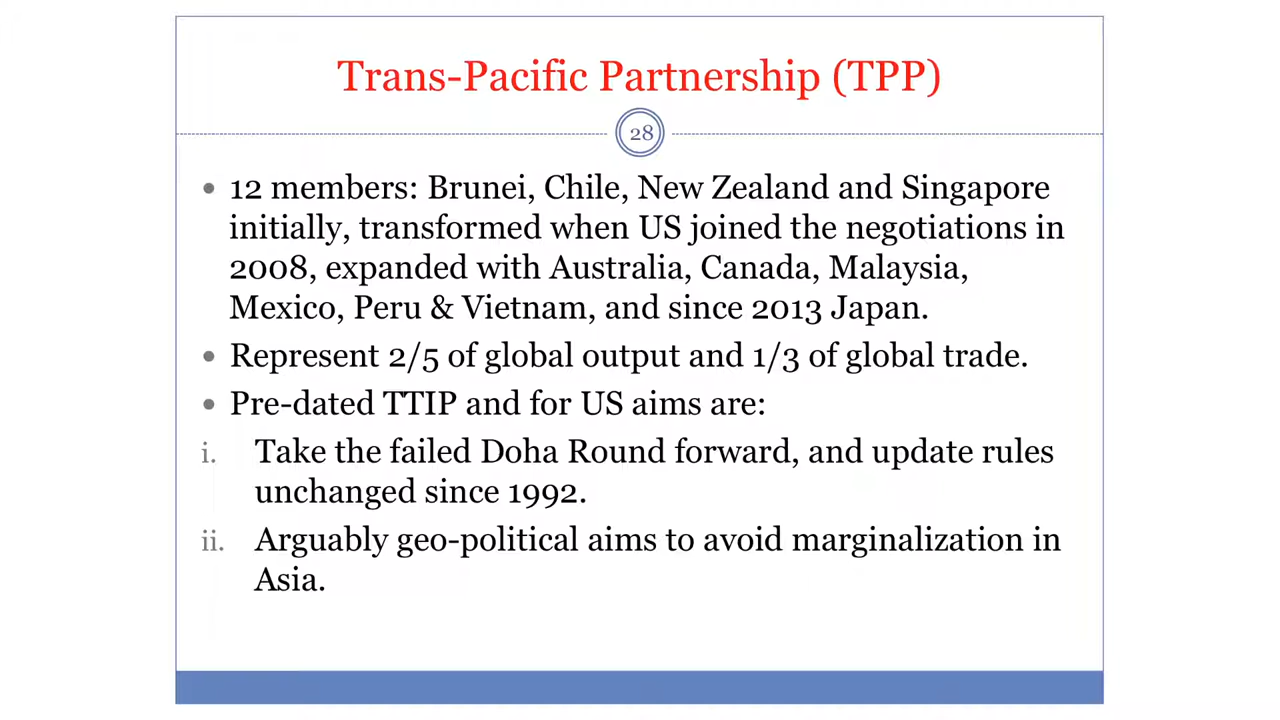 Trans-Pacific Partnership (TPP)
28
• 12 members: Brunei, Chile, New Zealand and Singapore
initially, transformed when US joined the negotiations in
2008, expanded with Australia, Canada, Malaysia,
Mexico, Peru & Vietnam, and since 2013 Japan.
• Represent 2/5 of global output and 1/3 of global trade.
• Pre-dated TTIP and for US aims are:
i. Take the failed Doha Round forward, and update rules
unchanged since 1992.
ii. Arguably geo-political aims to avoid marginalization in
Asia.